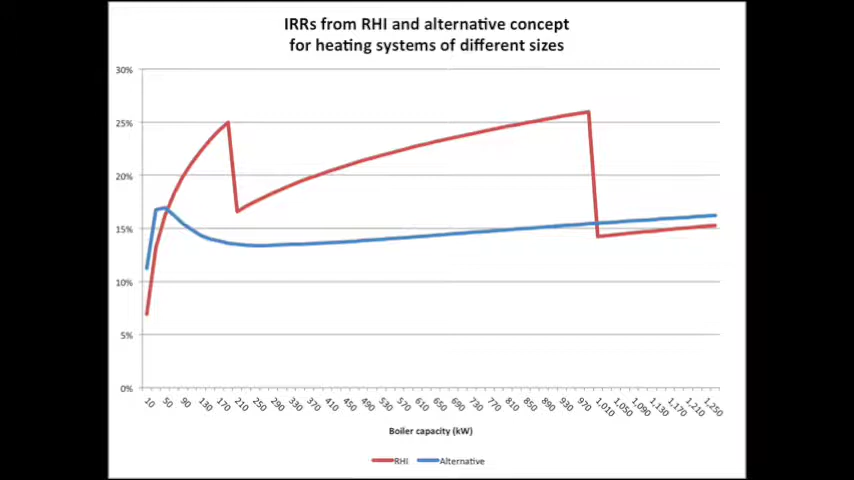 IRRs from RHI and alternative concept
for heating systems of different sizes
30%
25%
20%
15%
10%
5%
0%
10 50 90 130 170 210 250 290 330 370 410 450 490 530 570 610 650 690 730 770 810 850 890 930 970 1,010 1,050 1,090 1,130 1,170 1,210 1,250
Boiler capacity (kW)
RHI Alternative